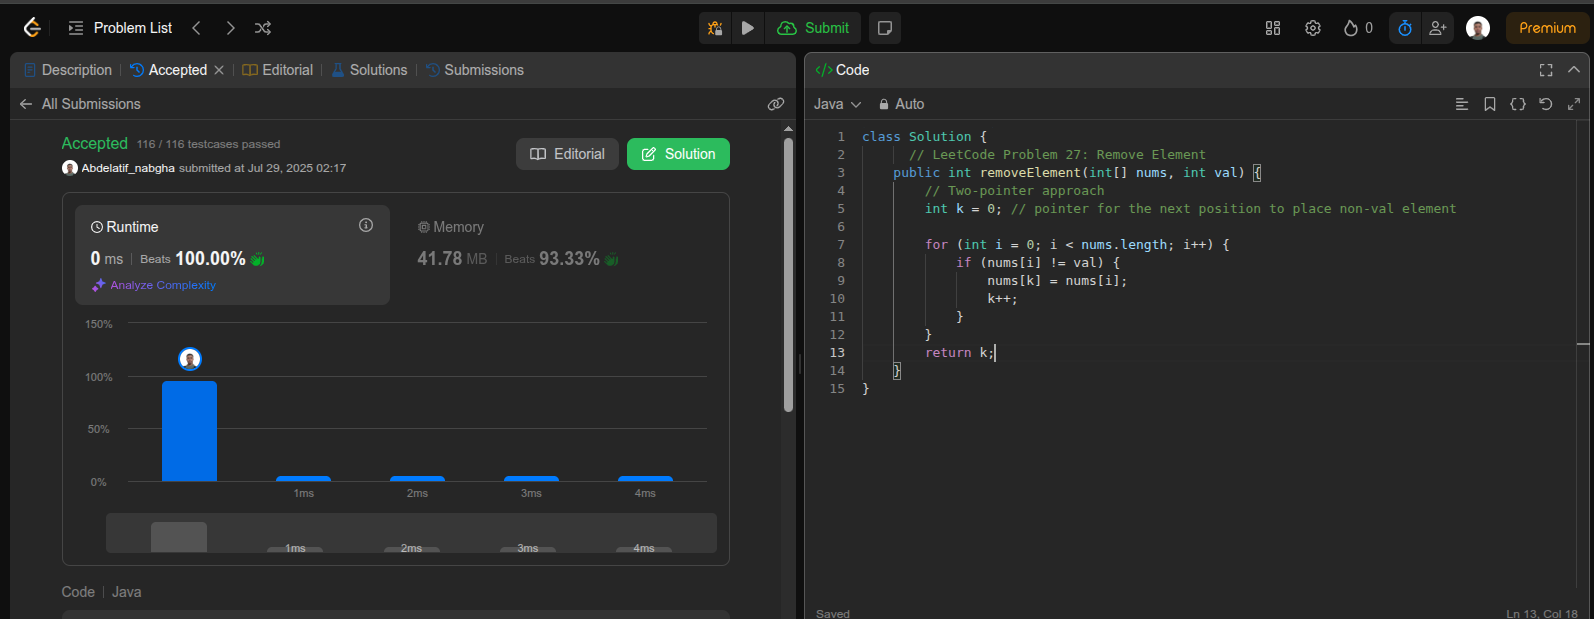 Problem List
Submit
0
Premium
Description
Accepted
Editorial
Solutions
Submissions
All Submissions
Accepted 116 / 116 testcases passed
Abdelatif_nabgha submitted at Jul 29, 2025 02:17
Editorial
Solution
Runtime
0 ms | Beats 100.00%
Analyze Complexity
Memory
41.78 MB | Beats 93.33%
150%
100%
50%
0%
1ms 2ms 3ms 4ms
1ms 2ms 3ms 4ms
Code | Java
</> Code
Java Auto
1 class Solution {
2 // LeetCode Problem 27: Remove Element
3 public int removeElement(int[] nums, int val) {
4 // Two-pointer approach
5 int k = 0; // pointer for the next position to place non-val element
6
7 for (int i = 0; i < nums.length; i++) {
8 if (nums[i] != val) {
9 nums[k] = nums[i];
10 k++;
11 }
12 }
13 return k;
14 }
15 }
Saved
Ln 13, Col 18